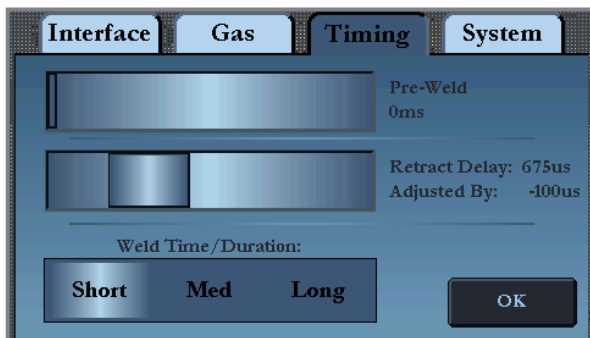 Interface Gas Timing System
Pre-Weld
0ms
Retract Delay: 675us
Adjusted By: -100us
Weld Time/Duration:
Short Med Long
OK